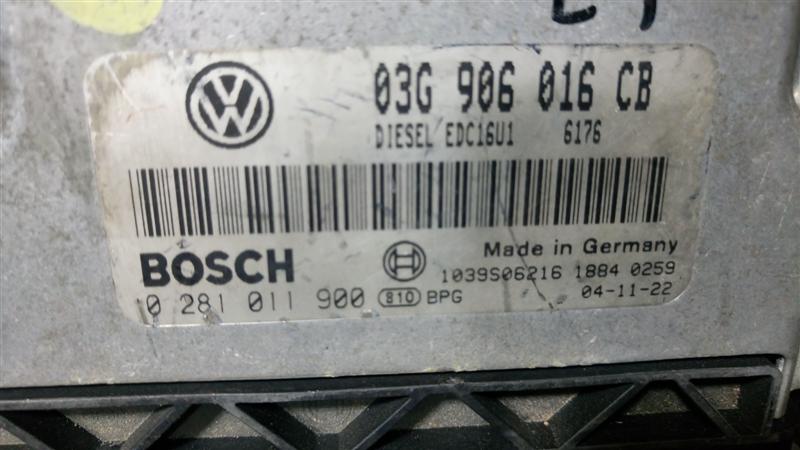 03G 906 016 CB
DIESEL EDC16U1 6176
BOSCH
Made in Germany
1039S06216 1884 0259
0 281 011 900 810 BPG 04-11-22